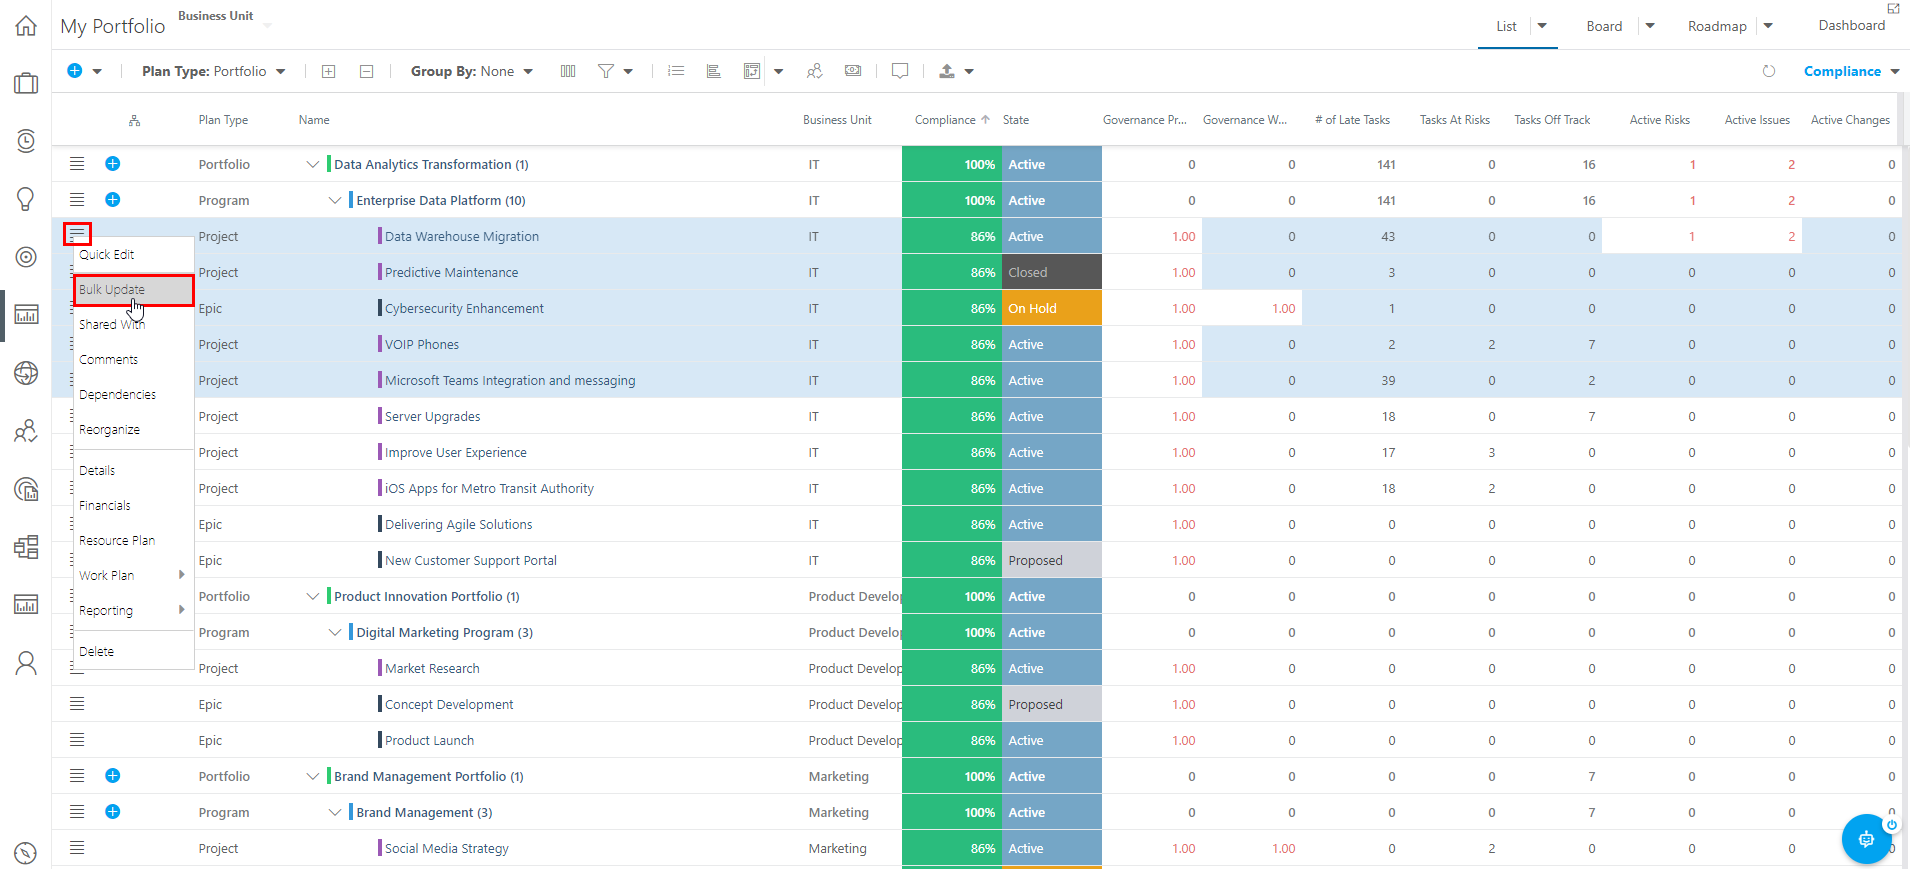 My Portfolio Business Unit
List Board Roadmap Dashboard
Plan Type: Portfolio Group By: None Compliance
Plan Type Name Business Unit Compliance State Governance Pr... Governance W... # of Late Tasks Tasks At Risks Tasks Off Track Active Risks Active Issues Active Changes
Portfolio Data Analytics Transformation (1) IT 100% Active 0 0 141 0 16 1 2 0
Program Enterprise Data Platform (10) IT 100% Active 0 0 141 0 16 1 2 0
Project Data Warehouse Migration IT 86% Active 1.00 0 43 0 0 1 2 0
Quick Edit
Project Predictive Maintenance IT 86% Closed 1.00 0 3 0 0 0 0 0
Bulk Update
Epic Cybersecurity Enhancement IT 86% On Hold 1.00 1.00 1 0 0 0 0 0
Shared With
Project VOIP Phones IT 86% Active 1.00 0 2 2 7 0 0 0
Comments
Project Microsoft Teams Integration and messaging IT 86% Active 1.00 0 39 0 2 0 0 0
Dependencies
Project Server Upgrades IT 86% Active 1.00 0 18 0 7 0 0 0
Reorganize
Project Improve User Experience IT 86% Active 1.00 0 17 3 0 0 0 0
Details
Project iOS Apps for Metro Transit Authority IT 86% Active 1.00 0 18 2 0 0 0 0
Financials
Epic Delivering Agile Solutions IT 86% Active 1.00 0 0 0 0 0 0 0
Resource Plan
Epic New Customer Support Portal IT 86% Proposed 1.00 0 0 0 0 0 0 0
Work Plan
Portfolio Product Innovation Portfolio (1) Product Develop 100% Active 0 0 0 0 0 0 0 0
Reporting
Program Digital Marketing Program (3) Product Develop 100% Active 0 0 0 0 0 0 0 0
Delete
Project Market Research Product Develop 86% Active 1.00 0 0 0 0 0 0 0
Epic Concept Development Product Develop 86% Proposed 1.00 0 0 0 0 0 0 0
Epic Product Launch Product Develop 86% Active 1.00 0 0 0 0 0 0 0
Portfolio Brand Management Portfolio (1) Marketing 100% Active 0 0 0 0 7 0 0 0
Program Brand Management (3) Marketing 100% Active 0 0 0 0 7 0 0 0
Project Social Media Strategy Marketing 86% Active 1.00 1.00 0 2 0 0 0 0